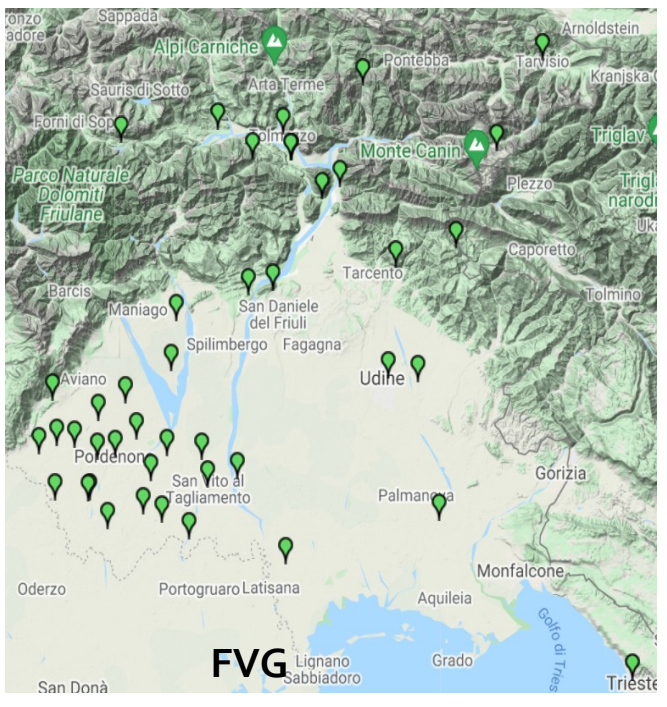 Sappada
Arnoldstein
Alpi Carniche
Pontebba
Tarvisio
Arta Terme
Kranjska
Sauris di Sotto
Forni di Sop
Tolmezzo
Monte Canin
Triglav
Parco Naturale
Dolomiti
Friulane
Plezzo
narod
Caporetto
Tarcento
Barcis
Tolmino
Maniago
San Daniele
del Friuli
Spilimbergo
Fagagna
Aviano
Udine
Pordenon
San Vito al
Tagliamento
Gorizia
Palmanova
Monfalcone
Oderzo
Portogruaro
Latisana
Aquileia
Golfo di Tries
FVG
Lignano
Sabbiadoro
Grado
San Donà
Trieste